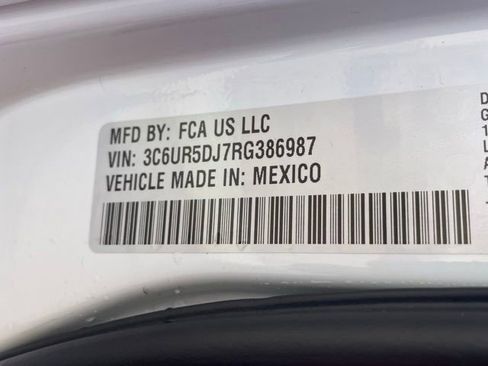 MFD BY: FCA US LLC
VIN: 3C6UR5DJ7RG386987
VEHICLE MADE IN: MEXICO